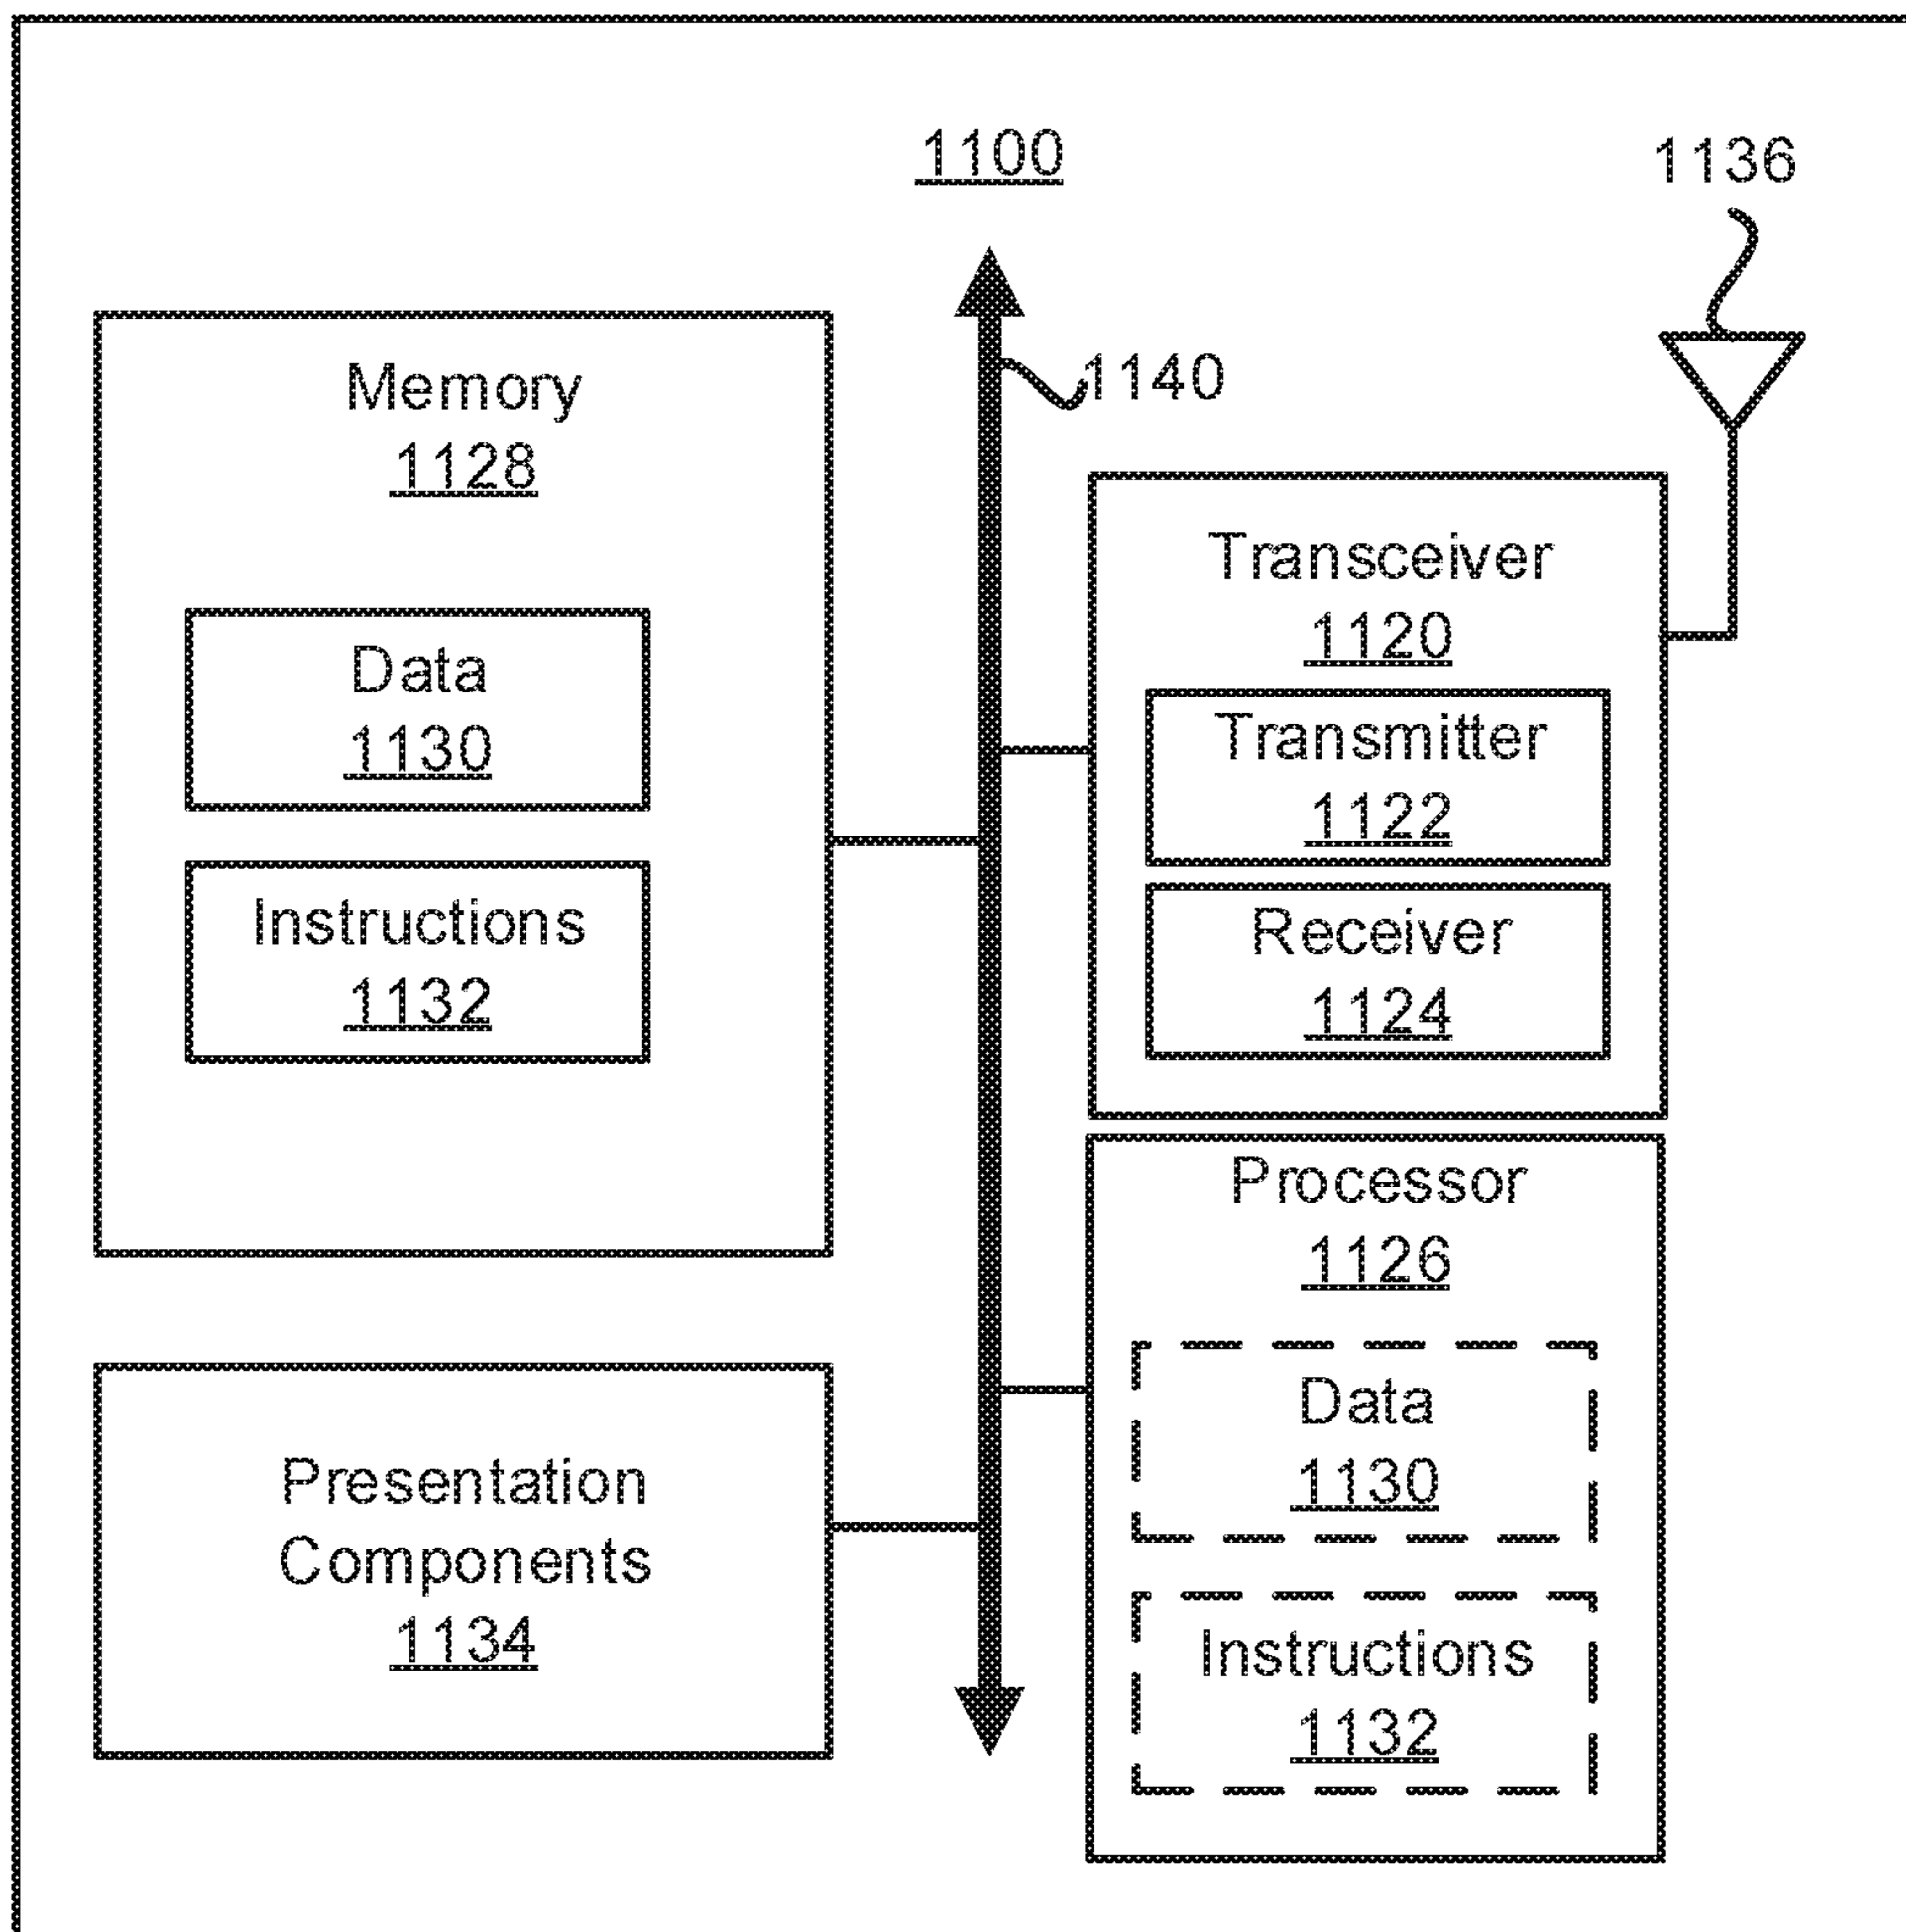 1100
1136
1140
Memory
1128
Data
1130
Instructions
1132
Transceiver
1120
Transmitter
1122
Receiver
1124
Presentation
Components
1134
Processor
1126
Data
1130
Instructions
1132